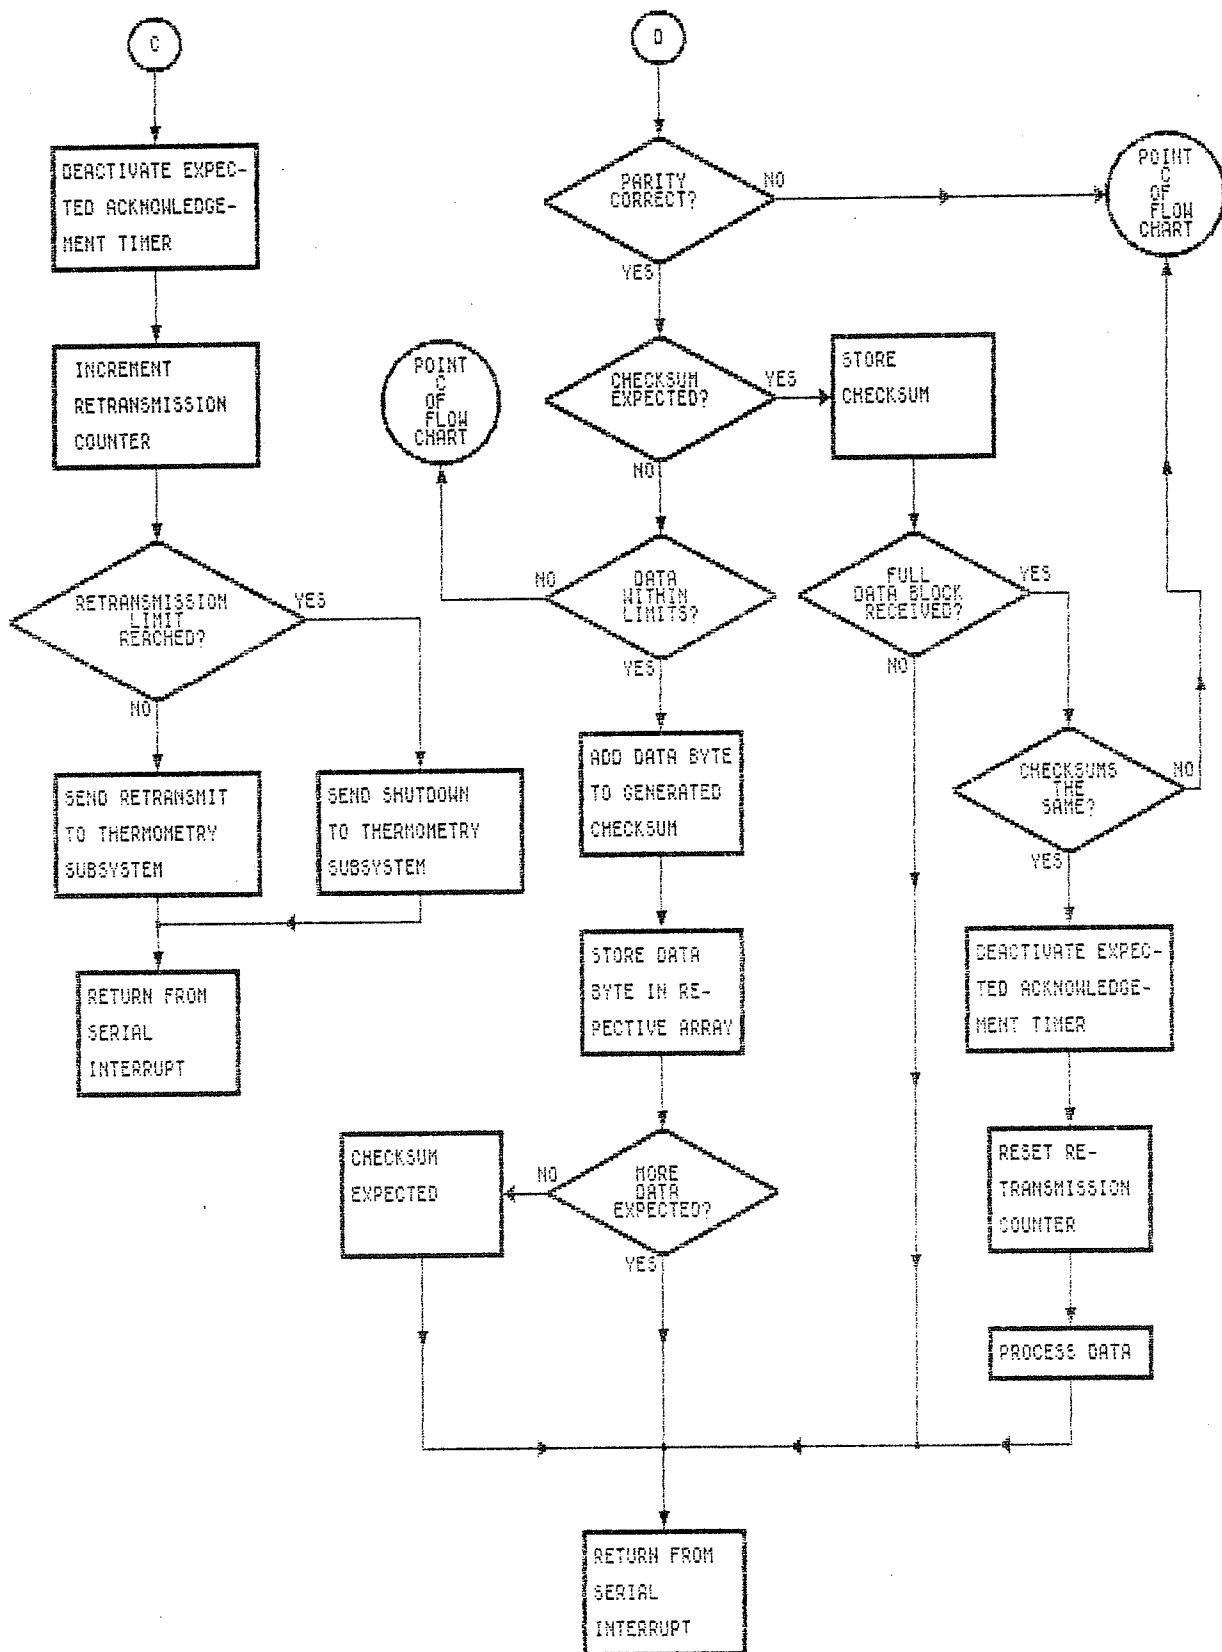 C
DEACTIVATE EXPEC-
TED ACKNOWLEDGE-
MENT TIMER
INCREMENT
RETRANSMISSION
COUNTER
RETRANSMISSION
LIMIT
REACHED?
YES
NO
SEND RETRANSMIT
TO THERMOMETRY
SUBSYSTEM
SEND SHUTDOWN
TO THERMOMETRY
SUBSYSTEM
RETURN FROM
SERIAL
INTERRUPT
D
PARITY
CORRECT?
NO
YES
POINT
C
OF
FLOW
CHART
CHECKSUM
EXPECTED?
YES
NO
STORE
CHECKSUM
POINT
C
OF
FLOW
CHART
DATA
WITHIN
LIMITS?
NO
YES
FULL
DATA BLOCK
RECEIVED?
YES
NO
ADD DATA BYTE
TO GENERATED
CHECKSUM
CHECKSUMS
THE
SAME?
NO
YES
STORE DATA
BYTE IN RE-
PECTIVE ARRAY
DEACTIVATE EXPEC-
TED ACKNOWLEDGE-
MENT TIMER
MORE
DATA
EXPECTED?
NO
YES
CHECKSUM
EXPECTED
RESET RE-
TRANSMISSION
COUNTER
PROCESS DATA
RETURN FROM
SERIAL
INTERRUPT